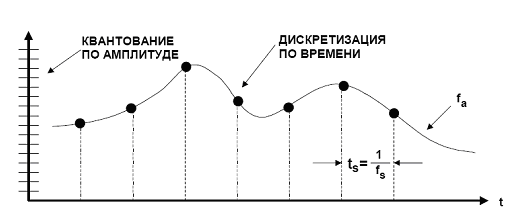 КВАНТОВАНИЕ
ПО АМПЛИТУДЕ
ДИСКРЕТИЗАЦИЯ
ПО ВРЕМЕНИ
fa
ts= 1/fs
t